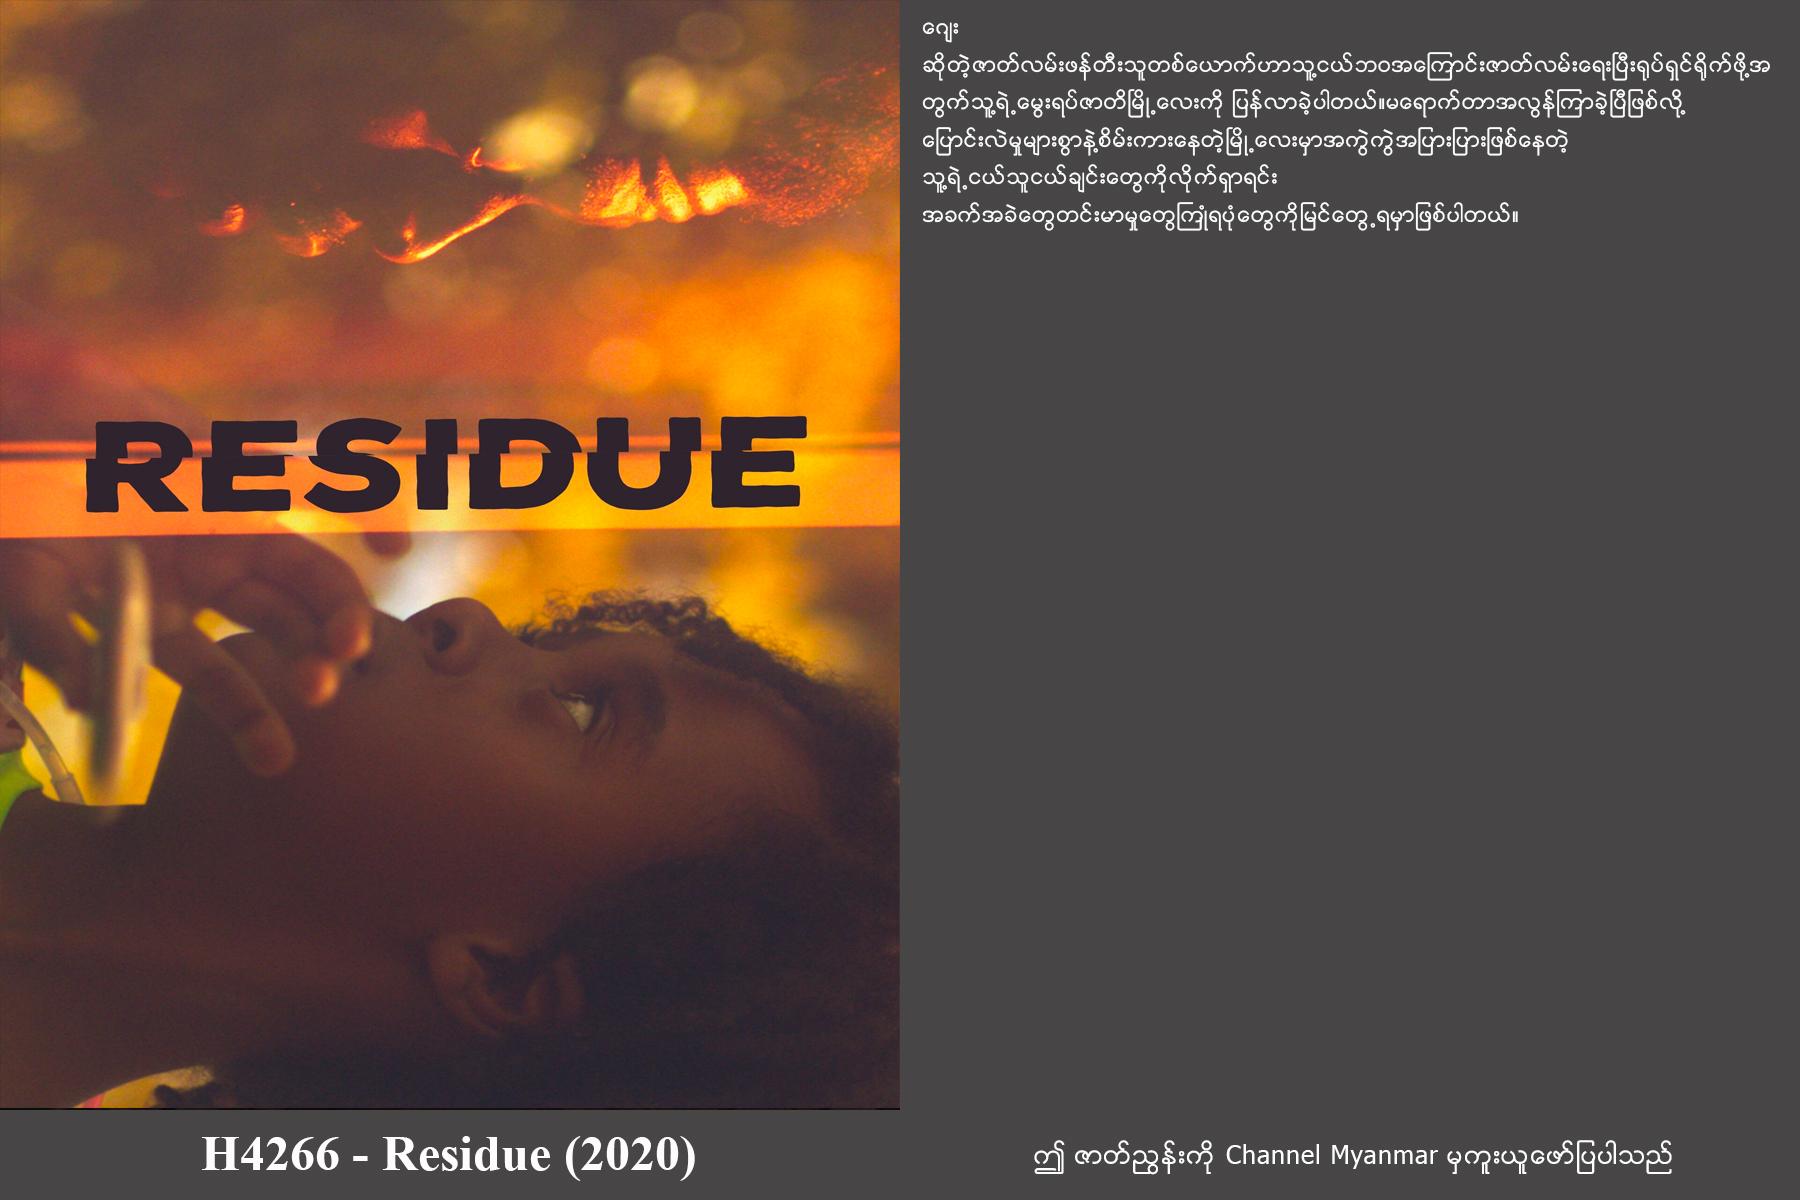 RESIDUE
H4266 - Residue (2020)
ဂျေး
ဆိုတဲ့ဇာတ်လမ်းဖန်တီးသူတစ်ယောက်ဟာသူ့ငယ်ဘဝအကြောင်းဇာတ်လမ်းရေးပြီးရုပ်ရှင်ရိုက်ဖို့အ
တွက်သူ့ရဲ့မွေးရပ်ဇာတိမြို့လေးကို ပြန်လာခဲ့ပါတယ်။မရောက်တာအလွန်ကြာခဲ့ပြီဖြစ်လို့
ပြောင်းလဲမှုများစွာနဲ့စိမ်းကားနေတဲ့မြို့လေးမှာအကွဲကွဲအပြားပြားဖြစ်နေတဲ့
သူ့ရဲ့ငယ်သူငယ်ချင်းတွေကိုလိုက်ရှာရင်း
အခက်အခဲတွေတင်းမာမှုတွေကြုံရပုံတွေကိုမြင်တွေ့ရမှာဖြစ်ပါတယ်။
ဤ ဇာတ်ညွှန်းကို Channel Myanmar မှကူးယူဖော်ပြပါသည်